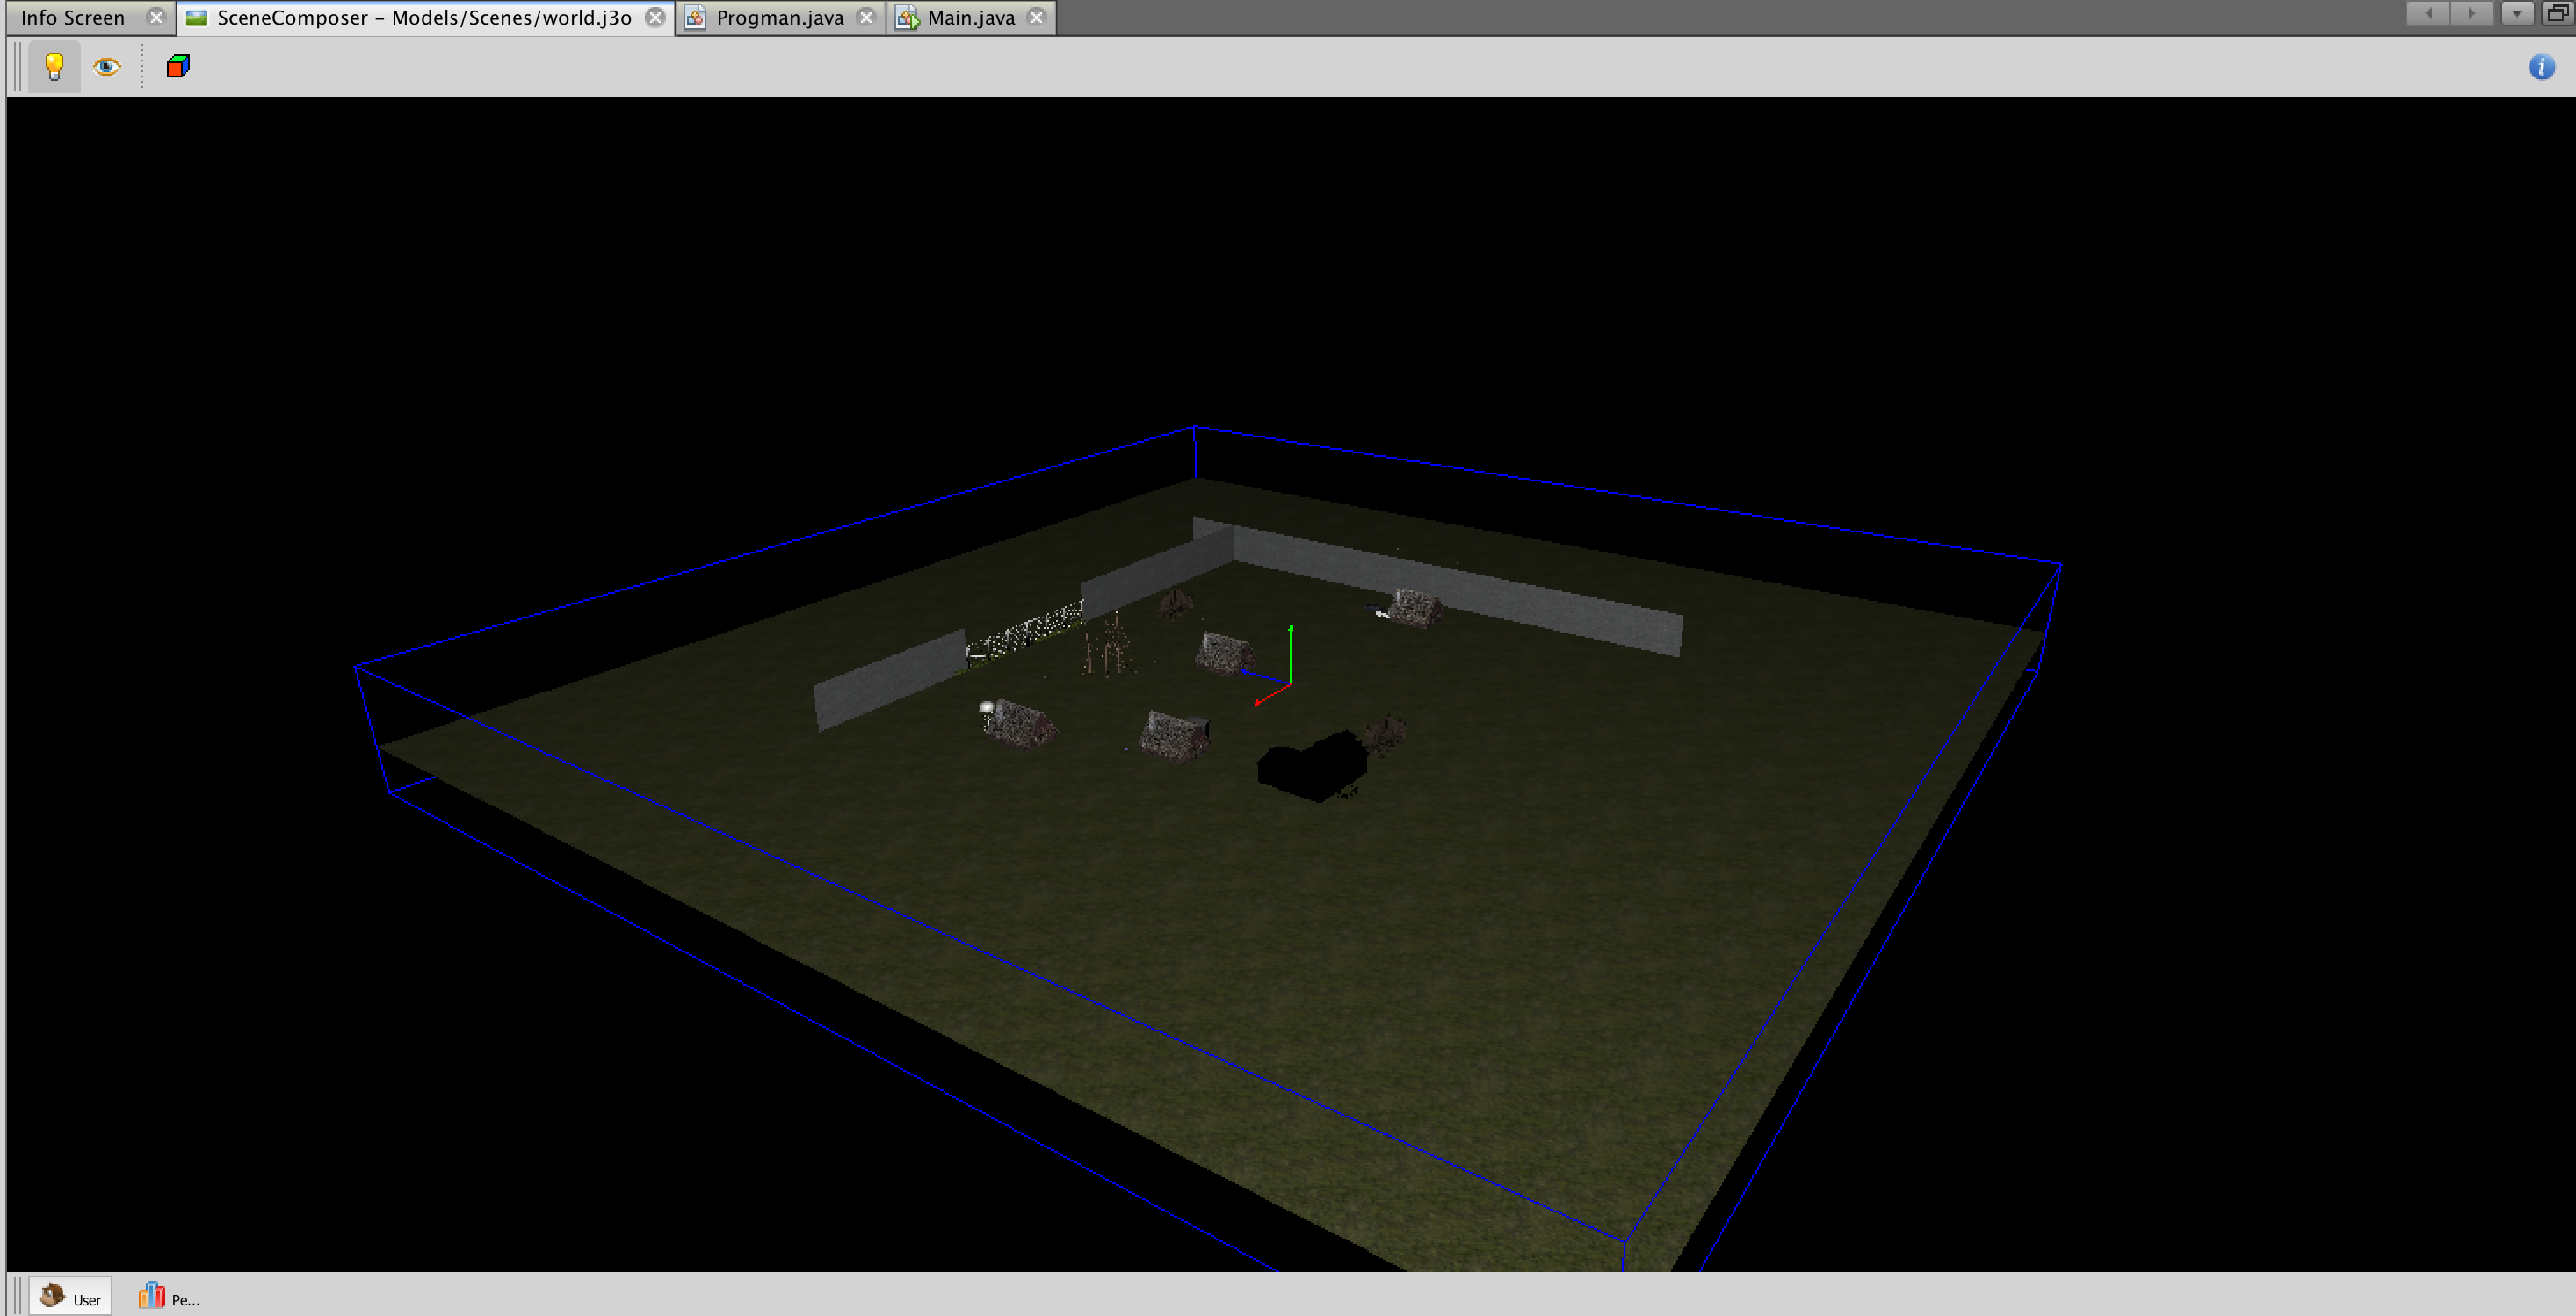 Info Screen
SceneComposer – Models/Scenes/world.j3o
Progman.java
Main.java
User
Pe...